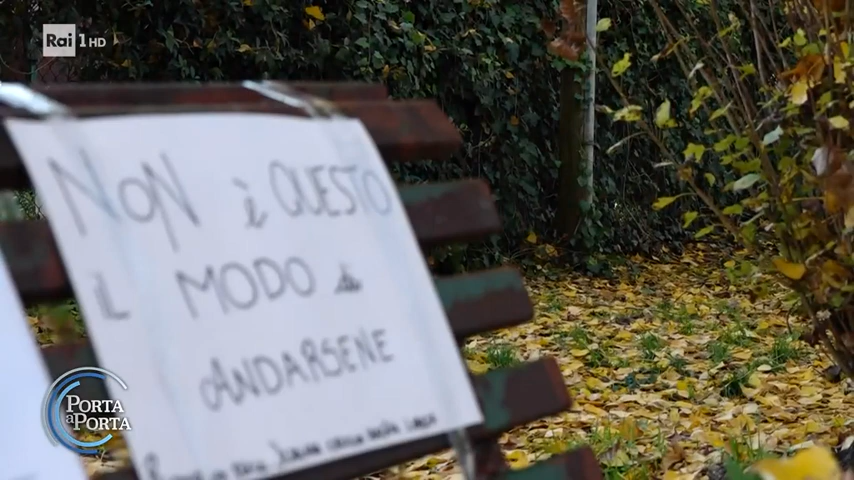 Rai 1 HD
NON è QUESTO
IL MODO di
ANDARSENE
PORTA
a PORTA